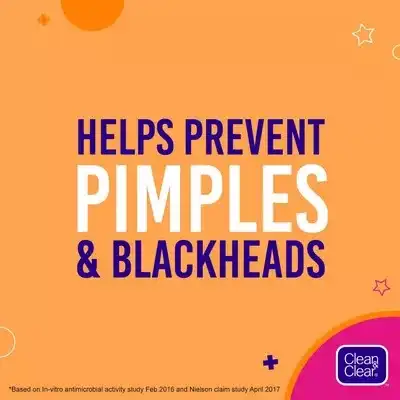 HELPS PREVENT
PIMPLES
& BLACKHEADS
Clean &
Clear
*Based on In-vitro antimicrobial activity study Feb 2016 and Nielson claim study April 2017